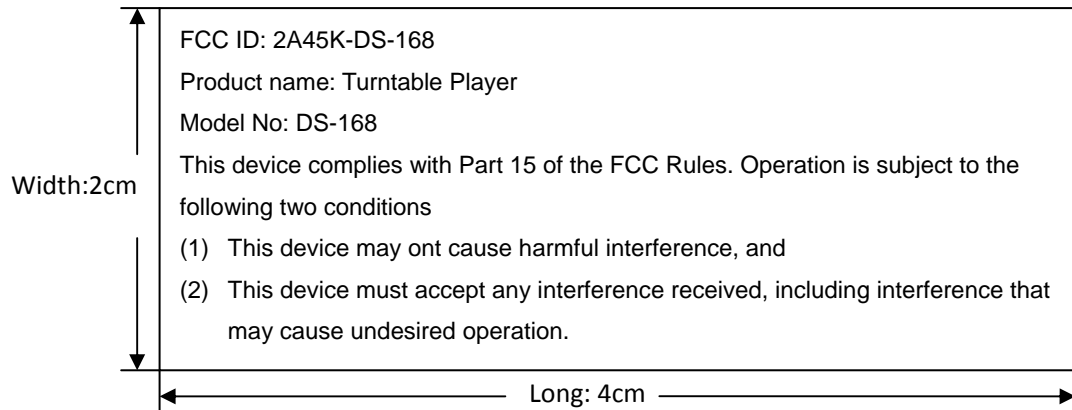 FCC ID: 2A45K-DS-168
Product name: Turntable Player
Model No: DS-168
This device complies with Part 15 of the FCC Rules. Operation is subject to the
following two conditions
(1) This device may ont cause harmful interference, and
(2) This device must accept any interference received, including interference that
may cause undesired operation.
Width:2cm
Long: 4cm